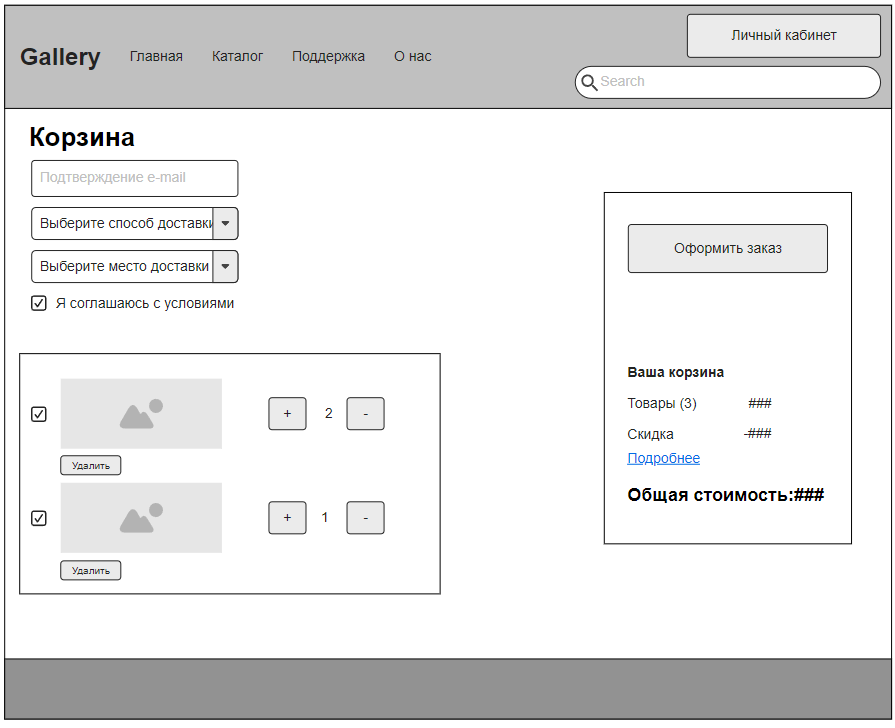 Gallery
Главная
Каталог
Поддержка
О нас
Личный кабинет
Search
Корзина
Подтверждение e-mail
Выберите способ доставки
Выберите место доставки
Я соглашаюсь с условиями
Оформить заказ
Ваша корзина
Товары (3) ###
Скидка -###
Подробнее
Общая стоимость:###
+ 2 -
Удалить
+ 1 -
Удалить